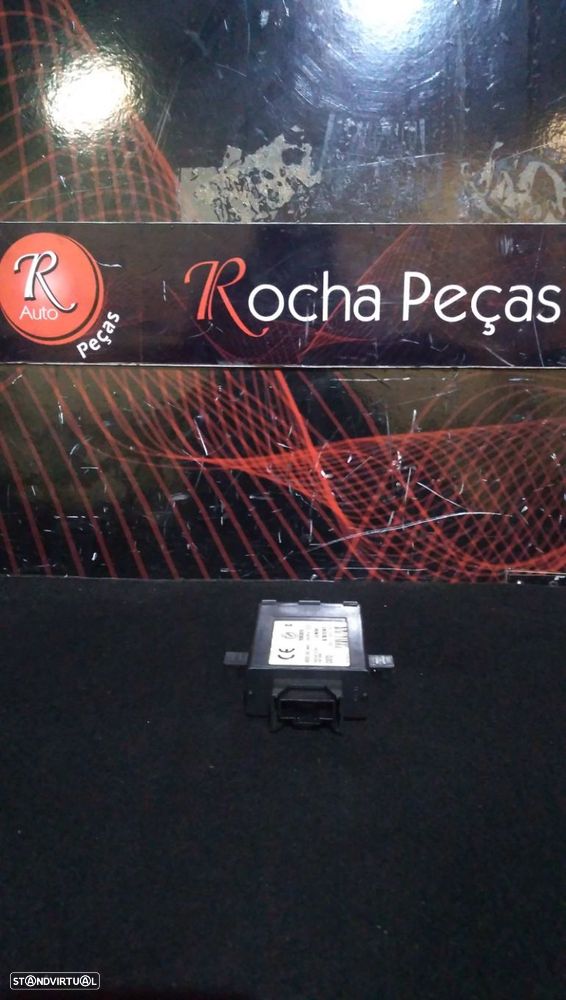 R
Auto
Peças
Rocha Peças
CE
STANDVIRTUAL